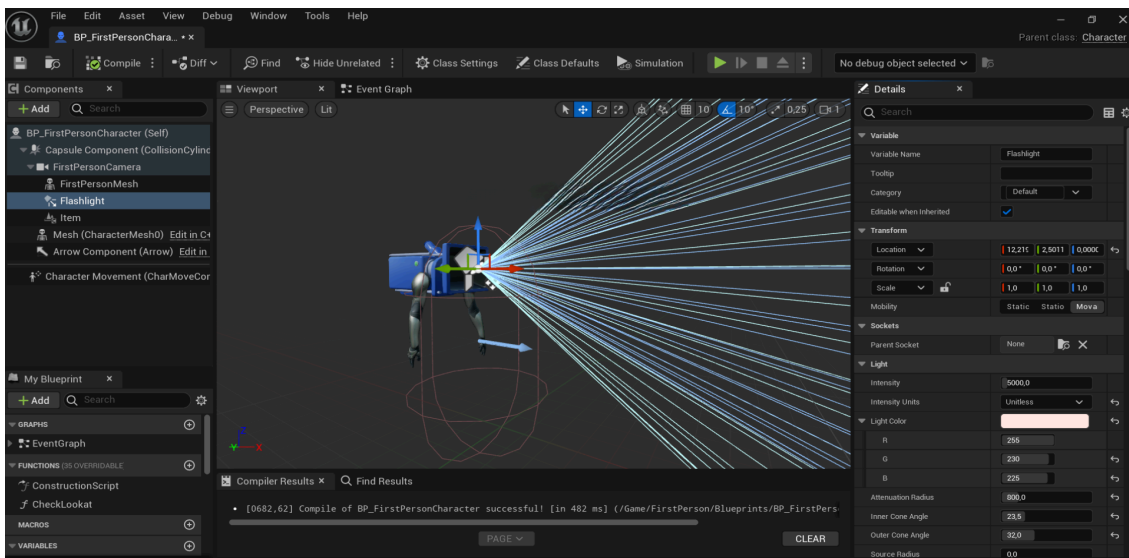 File Edit Asset View Debug Window Tools Help
BP_FirstPersonChara… • ×
Parent class: Character
Compile Diff Find Hide Unrelated Class Settings Class Defaults Simulation No debug object selected
Components ×
+ Add Search
BP_FirstPersonCharacter (Self)
Capsule Component (CollisionCylinc
FirstPersonCamera
FirstPersonMesh
Flashlight
Item
Mesh (CharacterMesh0) Edit in C+
Arrow Component (Arrow) Edit in
Character Movement (CharMoveCor
My Blueprint ×
+ Add Search
GRAPHS
EventGraph
FUNCTIONS (35 OVERRIDABLE
ConstructionScript
CheckLookat
MACROS
VARIABLES
Viewport × Event Graph
Perspective Lit
10 10° 0,25 1
Z
Y X
Compiler Results × Find Results
• [0682,62] Compile of BP_FirstPersonCharacter successful! [in 482 ms] (/Game/FirstPerson/Blueprints/BP_FirstPers
PAGE CLEAR
Details ×
Search
Variable
Variable Name Flashlight
Tooltip
Category Default
Editable when Inherited
Transform
Location 12,219 2,5011 0,000
Rotation 0,0° 0,0° 0,0°
Scale 1,0 1,0 1,0
Mobility Static Statio Mova
Sockets
Parent Socket None
Light
Intensity 5000,0
Intensity Units Unitless
Light Color
R 255
G 230
B 225
Attenuation Radius 800,0
Inner Cone Angle 23,5
Outer Cone Angle 32,0
Source Radius 0,0